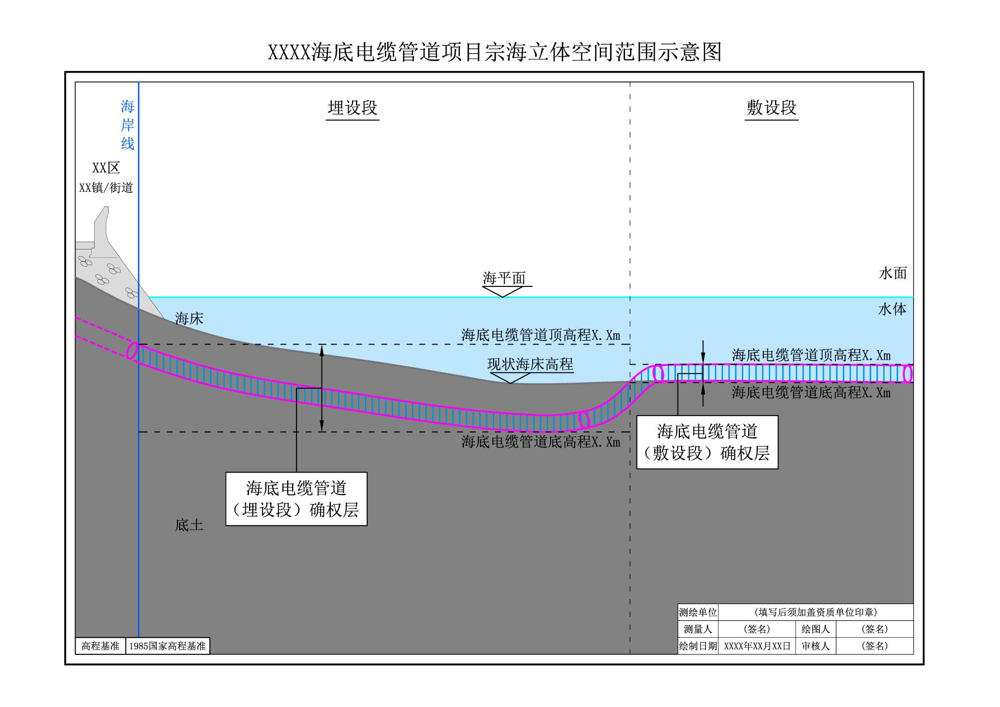 XXXX海底电缆管道项目宗海立体空间范围示意图
海岸线
埋设段
敷设段
XX区
XX镇/街道
水面
海平面
水体
海床
海底电缆管道顶高程X.Xm
海底电缆管道顶高程X.Xm
现状海床高程
海底电缆管道底高程X.Xm
海底电缆管道底高程X.Xm
海底电缆管道
（敷设段）确权层
海底电缆管道
（埋设段）确权层
底土
测绘单位 (填写后须加盖资质单位印章)
测量人 (签名) 绘图人 (签名)
绘制日期 XXXX年XX月XX日 审核人 (签名)
高程基准 1985国家高程基准